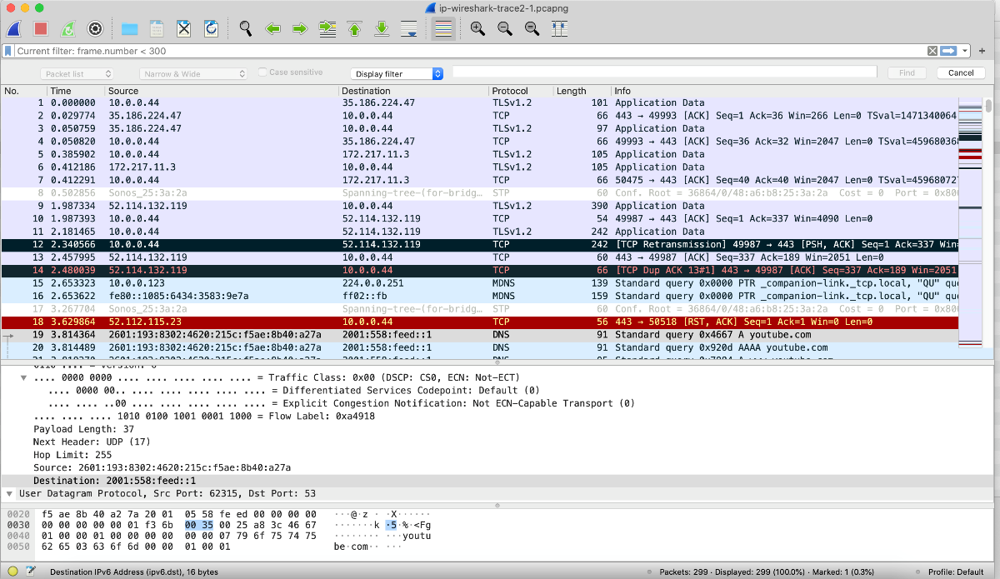 ip-wireshark-trace2-1.pcapng
Current filter: frame.number < 300
Packet list Narrow & Wide Case sensitive Display filter Find Cancel
No. Time Source Destination Protocol Length Info
1 0.000000 10.0.0.44 35.186.224.47 TLSv1.2 101 Application Data
2 0.029774 35.186.224.47 10.0.0.44 TCP 66 443 → 49993 [ACK] Seq=1 Ack=36 Win=266 Len=0 TSval=1471340064
3 0.050759 35.186.224.47 10.0.0.44 TLSv1.2 97 Application Data
4 0.050820 10.0.0.44 35.186.224.47 TCP 66 49993 → 443 [ACK] Seq=36 Ack=32 Win=2047 Len=0 TSval=45968036
5 0.385902 10.0.0.44 172.217.11.3 TLSv1.2 105 Application Data
6 0.412186 172.217.11.3 10.0.0.44 TLSv1.2 105 Application Data
7 0.412291 10.0.0.44 172.217.11.3 TCP 66 50475 → 443 [ACK] Seq=40 Ack=40 Win=2047 Len=0 TSval=45968072
8 0.502856 Sonos_25:3a:2a Spanning-tree-(for-bridg… STP 60 Conf. Root = 36864/0/48:a6:b8:25:3a:2a Cost = 0 Port = 0x80
9 1.987334 52.114.132.119 10.0.0.44 TLSv1.2 390 Application Data
10 1.987393 10.0.0.44 52.114.132.119 TCP 54 49987 → 443 [ACK] Seq=1 Ack=337 Win=4090 Len=0
11 2.181465 10.0.0.44 52.114.132.119 TLSv1.2 242 Application Data
12 2.340566 10.0.0.44 52.114.132.119 TCP 242 [TCP Retransmission] 49987 → 443 [PSH, ACK] Seq=1 Ack=337 Win
13 2.457995 52.114.132.119 10.0.0.44 TCP 60 443 → 49987 [ACK] Seq=337 Ack=189 Win=2051 Len=0
14 2.480039 52.114.132.119 10.0.0.44 TCP 66 [TCP Dup ACK 13#1] 443 → 49987 [ACK] Seq=337 Ack=189 Win=2051
15 2.653323 10.0.0.123 224.0.0.251 MDNS 139 Standard query 0x0000 PTR _companion-link._tcp.local, "QU" qu
16 2.653622 fe80::1085:6434:3583:9e7a ff02::fb MDNS 159 Standard query 0x0000 PTR _companion-link._tcp.local, "QU" qu
17 3.267704 Sonos_25:3a:2a Spanning-tree-(for-bridg… STP 60 Conf. Root = 36864/0/48:a6:b8:25:3a:2a Cost = 0 Port = 0x80
18 3.629864 52.112.115.23 10.0.0.44 TCP 56 443 → 50518 [RST, ACK] Seq=1 Ack=1 Win=0 Len=0
19 3.814364 2601:193:8302:4620:215c:f5ae:8b40:a27a 2001:558:feed::1 DNS 91 Standard query 0x4667 A youtube.com
20 3.814489 2601:193:8302:4620:215c:f5ae:8b40:a27a 2001:558:feed::1 DNS 91 Standard query 0x920d AAAA youtube.com
0110 .... = Version: 6
.... 0000 0000 .... .... .... .... .... = Traffic Class: 0x00 (DSCP: CS0, ECN: Not-ECT)
.... 0000 00.. .... .... .... .... .... = Differentiated Services Codepoint: Default (0)
.... .... ..00 .... .... .... .... .... = Explicit Congestion Notification: Not ECN-Capable Transport (0)
.... .... .... 1010 0100 1001 0001 1000 = Flow Label: 0xa4918
Payload Length: 37
Next Header: UDP (17)
Hop Limit: 255
Source: 2601:193:8302:4620:215c:f5ae:8b40:a27a
Destination: 2001:558:feed::1
User Datagram Protocol, Src Port: 62315, Dst Port: 53
0020 f5 ae 8b 40 a2 7a 20 01 05 58 fe ed 00 00 00 00 ···@·z · ·X······
0030 00 00 00 00 00 01 f3 6b 00 35 00 25 a8 3c 46 67 ·······k ·5·%·<Fg
0040 01 00 00 01 00 00 00 00 00 00 07 79 6f 75 74 75 ········ ···youtu
0050 62 65 03 63 6f 6d 00 00 01 00 01 be·com·· ···
Destination IPv6 Address (ipv6.dst), 16 bytes Packets: 299 · Displayed: 299 (100.0%) · Marked: 1 (0.3%) Profile: Default